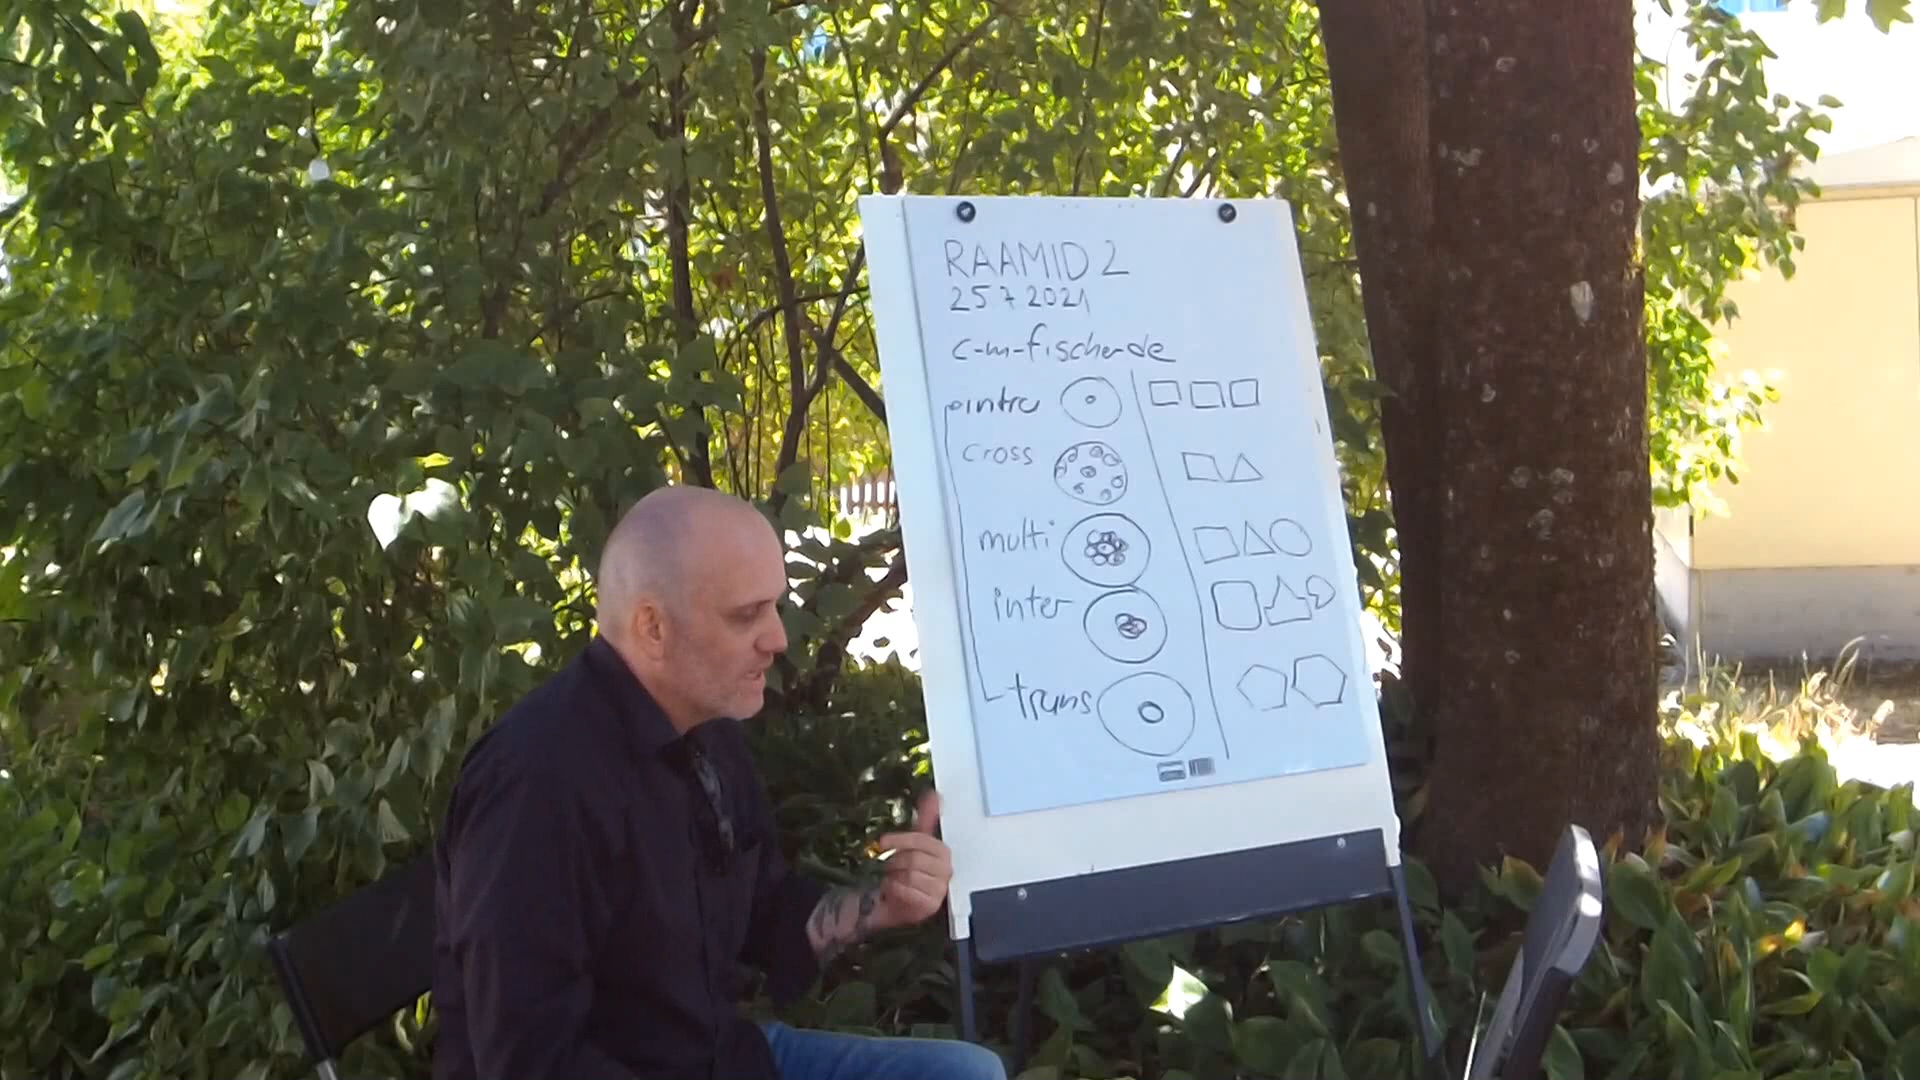 RAAMID 2
25 7 2021
c-m-fischer.de
intra
cross
multi
inter
trans